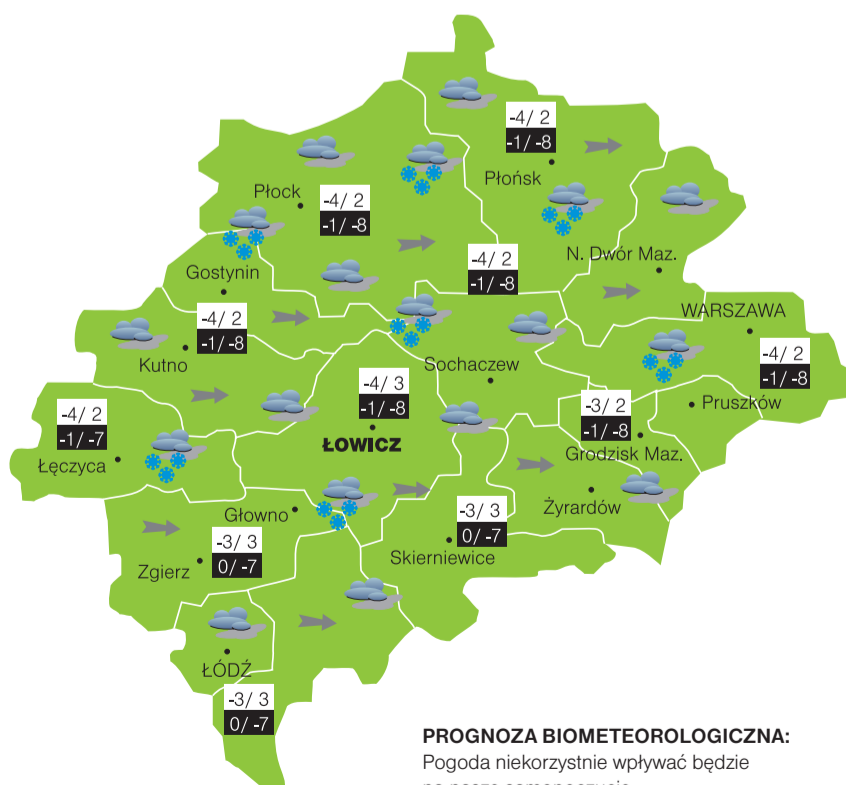 -4/ 2
-1/ -8
Płońsk
Płock
-4/ 2
-1/ -8
N. Dwór Maz.
-4/ 2
-1/ -8
Gostynin
-4/ 2
-1/ -8
Kutno
WARSZAWA
-4/ 2
-1/ -8
Sochaczew
-4/ 3
-1/ -8
ŁOWICZ
-3/ 2
-1/ -8
Pruszków
Grodzisk Maz.
-4/ 2
-1/ -7
Łęczyca
Żyrardów
Głowno
-3/ 3
0/ -7
Skierniewice
-3/ 3
0/ -7
Zgierz
ŁÓDŹ
-3/ 3
0/ -7
PROGNOZA BIOMETEOROLOGICZNA:
Pogoda niekorzystnie wpływać będzie
na nasze samopoczucie